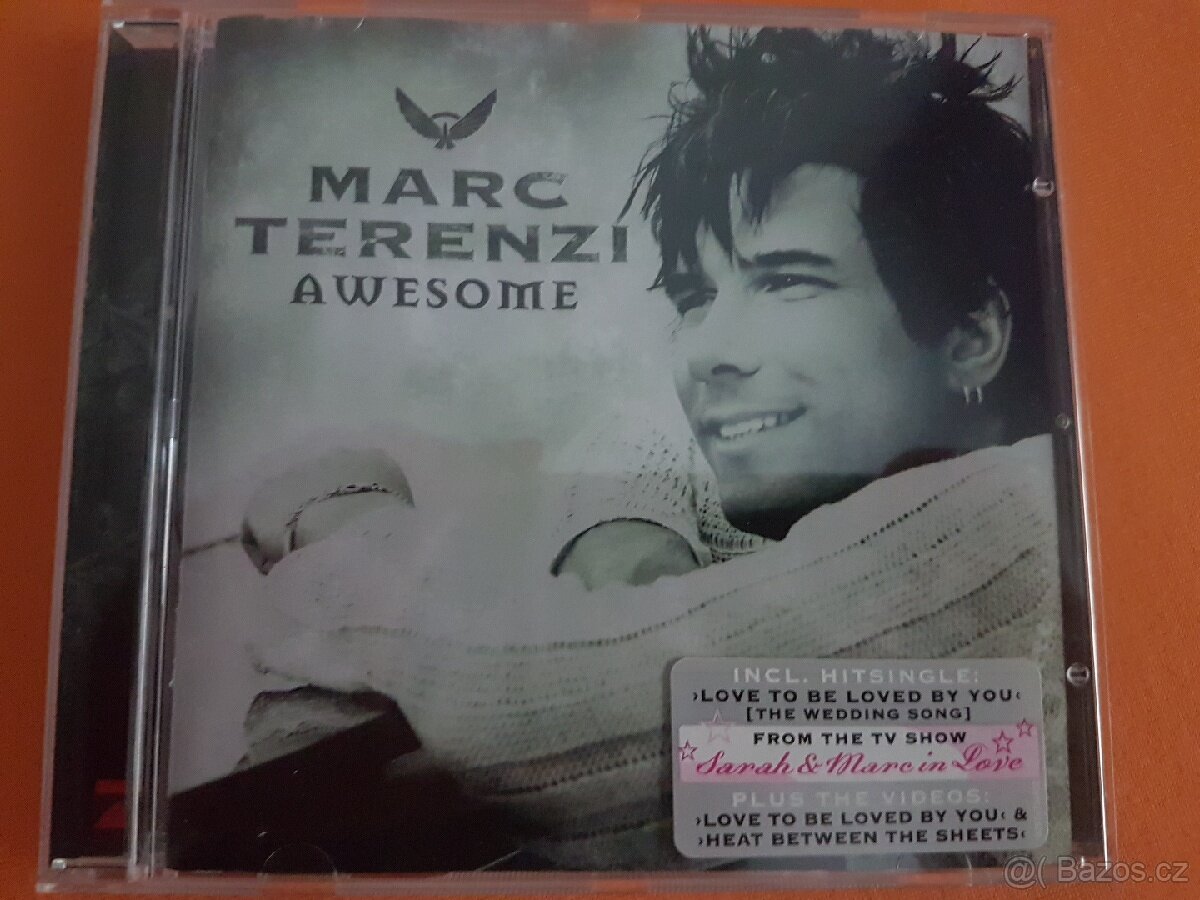 MARC
TERENZI
AWESOME
INCL. HITSINGLE:
›LOVE TO BE LOVED BY YOU‹
[THE WEDDING SONG]
FROM THE TV SHOW
Sarah & Marc in Love
PLUS THE VIDEOS:
›LOVE TO BE LOVED BY YOU‹ &
›HEAT BETWEEN THE SHEETS‹
@( Bazos.cz